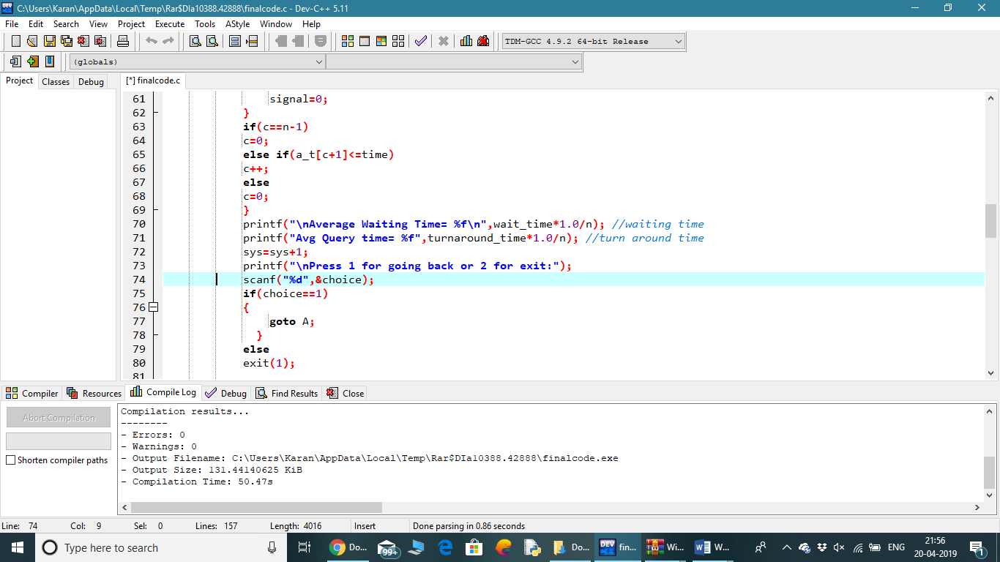 C:\Users\Karan\AppData\Local\Temp\Rar$DIa10388.42888\finalcode.c - Dev-C++ 5.11
File Edit Search View Project Execute Tools AStyle Window Help
TDM-GCC 4.9.2 64-bit Release
(globals)
Project Classes Debug
[*] finalcode.c
61 signal=0;
62 }
63 if(c==n-1)
64 c=0;
65 else if(a_t[c+1]<=time)
66 c++;
67 else
68 c=0;
69 }
70 printf("\nAverage Waiting Time= %f\n",wait_time*1.0/n); //waiting time
71 printf("Avg Query time= %f",turnaround_time*1.0/n); //turn around time
72 sys=sys+1;
73 printf("\nPress 1 for going back or 2 for exit:");
74 scanf("%d",&choice);
75 if(choice==1)
76 {
77 goto A;
78 }
79 else
80 exit(1);
81
Compiler Resources Compile Log Debug Find Results Close
Abort Compilation
Shorten compiler paths
Compilation results...
--------
- Errors: 0
- Warnings: 0
- Output Filename: C:\Users\Karan\AppData\Local\Temp\Rar$DIa10388.42888\finalcode.exe
- Output Size: 131.44140625 KiB
- Compilation Time: 50.47s
Line: 74 Col: 9 Sel: 0 Lines: 157 Length: 4016 Insert Done parsing in 0.86 seconds
Type here to search
Do...
99+
Do...
DEV
fin...
Wi...
W...
ENG
21:56
20-04-2019
1